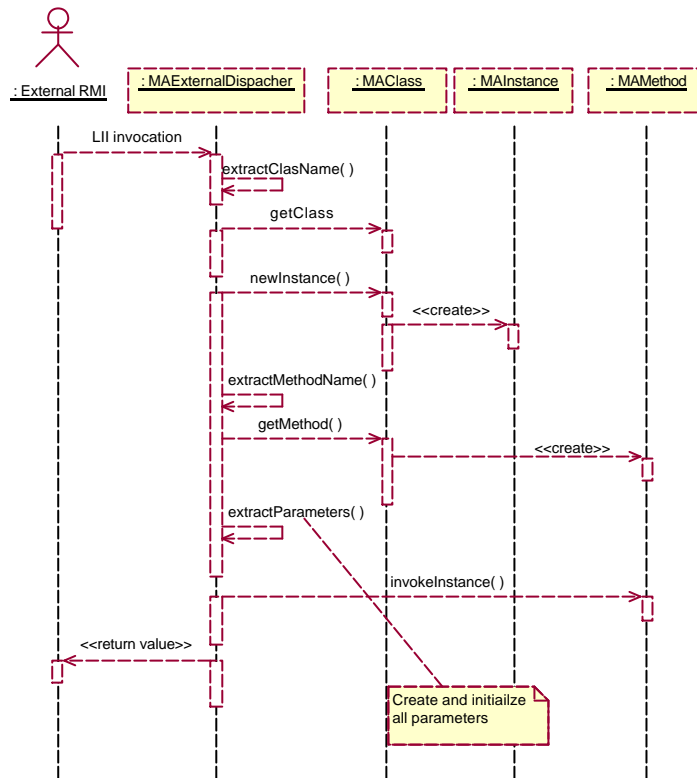 : External RMI
: MAExternalDispacher
: MAClass
: MAInstance
: MAMethod
LII invocation
extractClasName( )
getClass
newInstance( )
<<create>>
extractMethodName( )
getMethod( )
<<create>>
extractParameters( )
invokeInstance( )
<<return value>>
Create and initiailze
all parameters